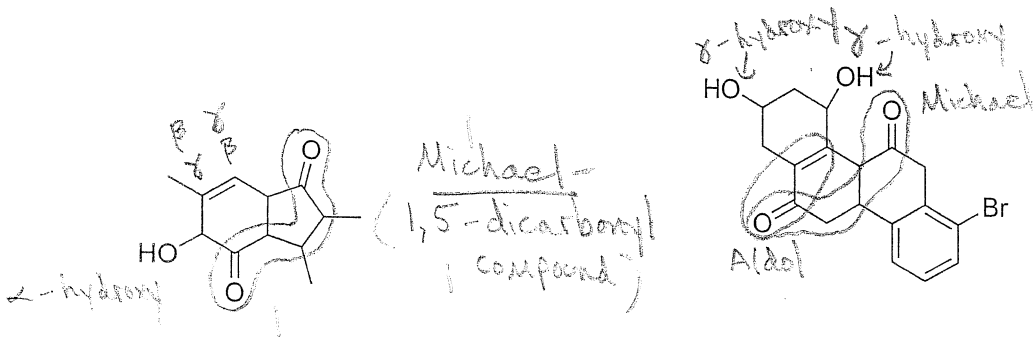 β γ
γ β
O
HO
O
α-hydroxy
Michael -
(1,5-dicarbonyl
compound")
γ-hydroxy γ-hydroxy
HO
OH
Michael
O
O
Br
Aldol